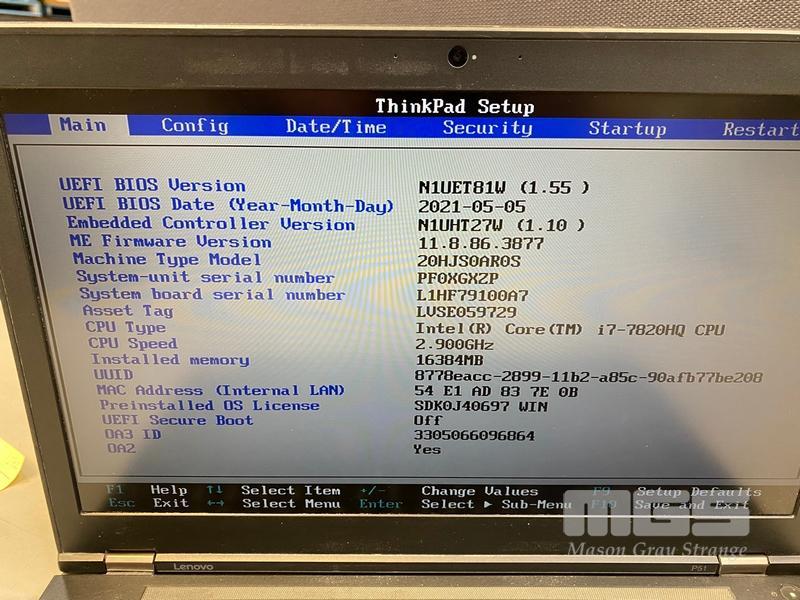 ThinkPad Setup
Main Config Date/Time Security Startup Restart
UEFI BIOS Version N1UET81W (1.55 )
UEFI BIOS Date (Year-Month-Day) 2021-05-05
Embedded Controller Version N1UHT27W (1.10 )
ME Firmware Version 11.8.86.3877
Machine Type Model 20HJS0AR0S
System-unit serial number PF0XGXZP
System board serial number L1HF79100A7
Asset Tag LVSE059729
CPU Type Intel(R) Core(TM) i7-7820HQ CPU
CPU Speed 2.900GHz
Installed memory 16384MB
UUID 8778eacc-2899-11b2-a85c-90afb77be208
MAC Address (Internal LAN) 54 E1 AD 83 7E 0B
Preinstalled OS License SDK0J40697 WIN
UEFI Secure Boot Off
OA3 ID 3305066096864
OA2 Yes
F1 Help ↑↓ Select Item +/- Change Values F9 Setup Defaults
Esc Exit ←→ Select Menu Enter Select ▶ Sub-Menu F10 Save and Exit
MGS
Mason Gray Strange
Lenovo P51